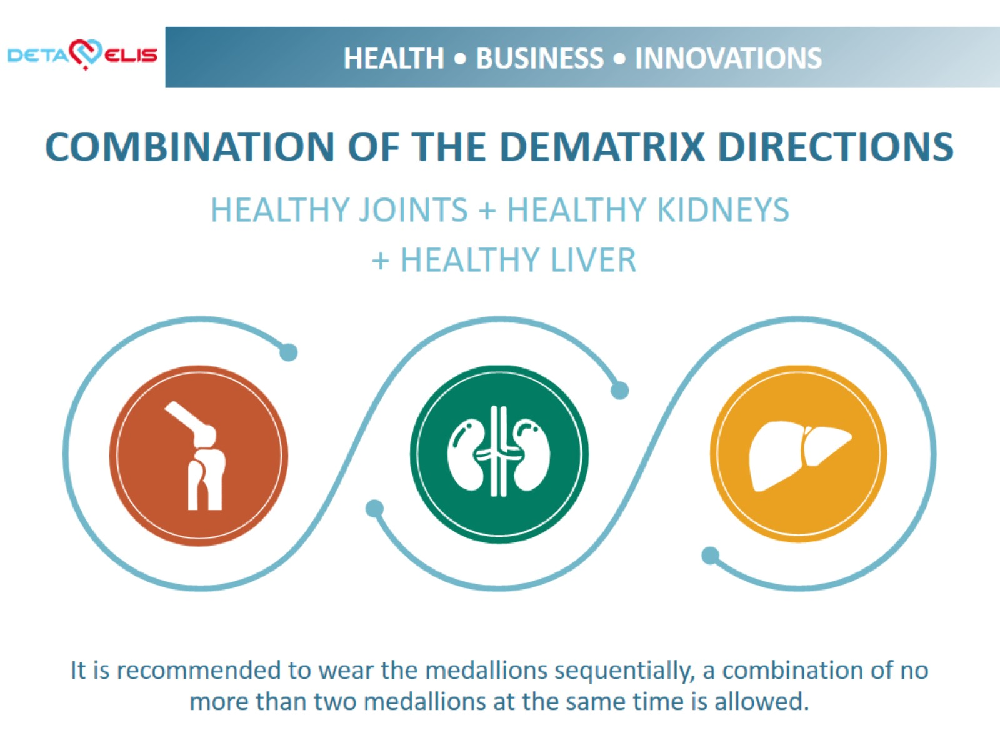 DETA ELIS
HEALTH • BUSINESS • INNOVATIONS
COMBINATION OF THE DEMATRIX DIRECTIONS
HEALTHY JOINTS + HEALTHY KIDNEYS
+ HEALTHY LIVER
It is recommended to wear the medallions sequentially, a combination of no
more than two medallions at the same time is allowed.